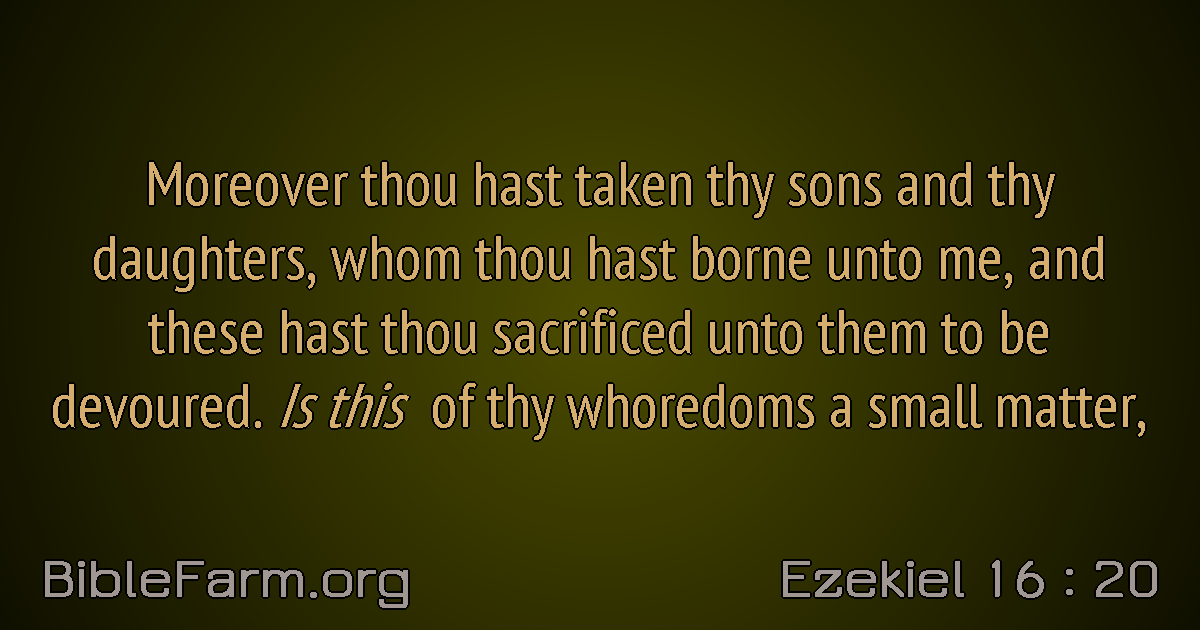 Moreover thou hast taken thy sons and thy
daughters, whom thou hast borne unto me, and
these hast thou sacrificed unto them to be
devoured. Is this of thy whoredoms a small matter,
BibleFarm.org
Ezekiel 16 : 20